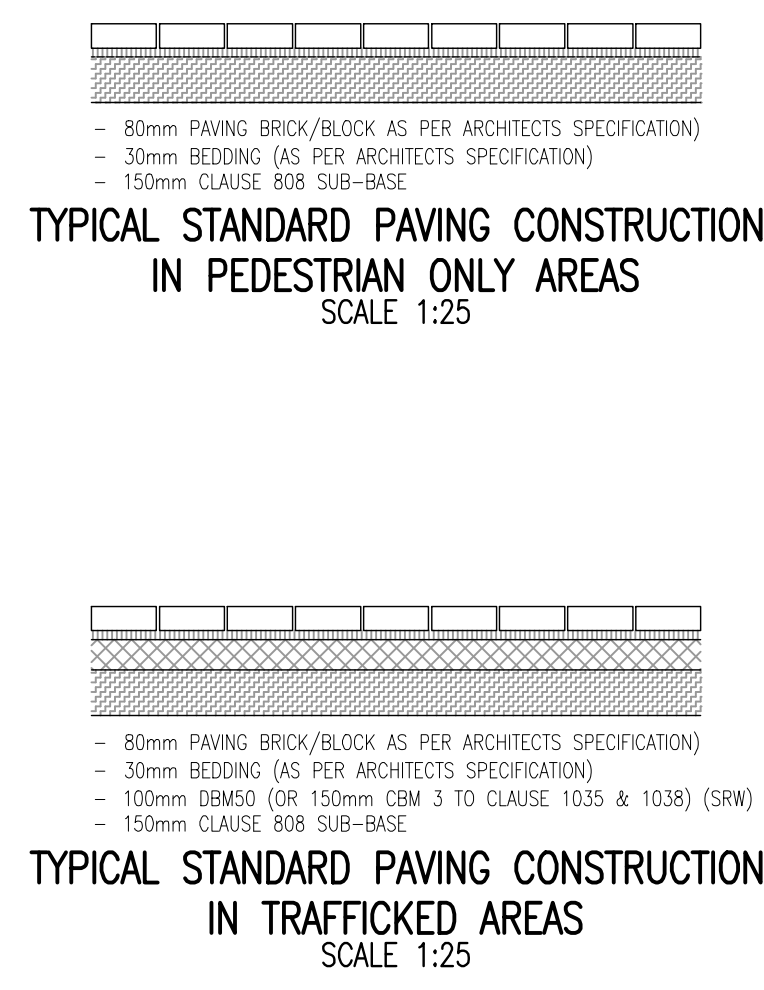 - 80mm PAVING BRICK/BLOCK AS PER ARCHITECTS SPECIFICATION)
- 30mm BEDDING (AS PER ARCHITECTS SPECIFICATION)
- 150mm CLAUSE 808 SUB-BASE
TYPICAL STANDARD PAVING CONSTRUCTION
IN PEDESTRIAN ONLY AREAS
SCALE 1:25
- 80mm PAVING BRICK/BLOCK AS PER ARCHITECTS SPECIFICATION)
- 30mm BEDDING (AS PER ARCHITECTS SPECIFICATION)
- 100mm DBM50 (OR 150mm CBM 3 TO CLAUSE 1035 & 1038) (SRW)
- 150mm CLAUSE 808 SUB-BASE
TYPICAL STANDARD PAVING CONSTRUCTION
IN TRAFFICKED AREAS
SCALE 1:25